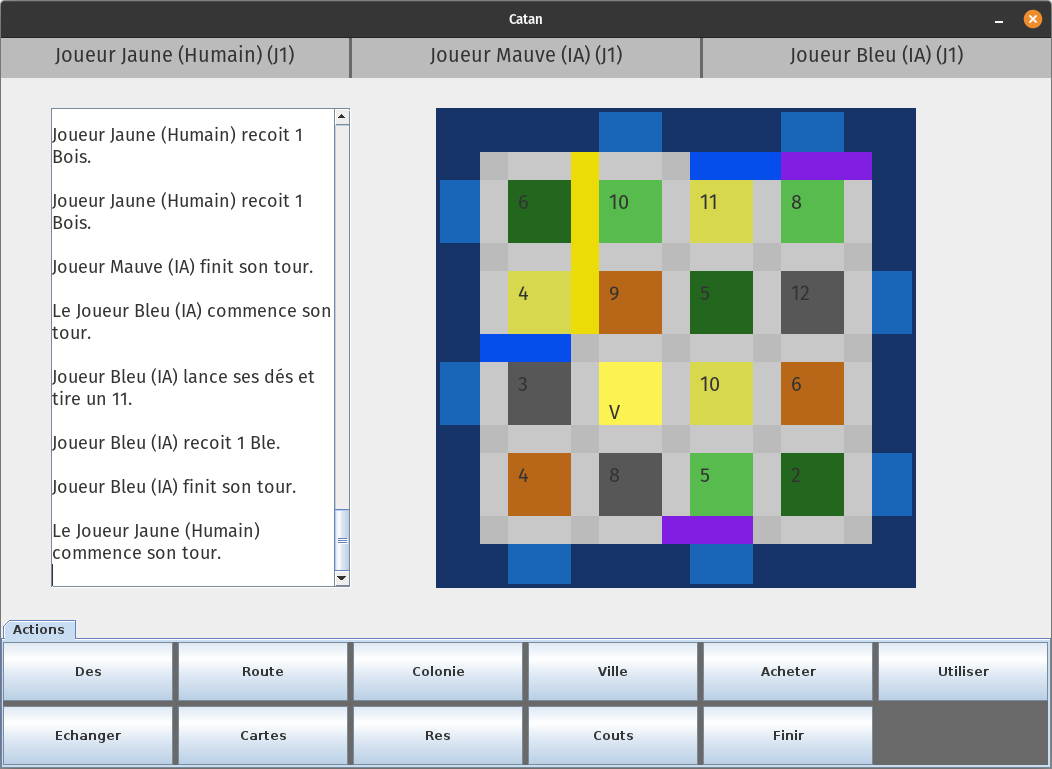 Catan
Joueur Jaune (Humain) (J1)
Joueur Mauve (IA) (J1)
Joueur Bleu (IA) (J1)
Joueur Jaune (Humain) recoit 1
Bois.
Joueur Jaune (Humain) recoit 1
Bois.
Joueur Mauve (IA) finit son tour.
Le Joueur Bleu (IA) commence son
tour.
Joueur Bleu (IA) lance ses dés et
tire un 11.
Joueur Bleu (IA) recoit 1 Ble.
Joueur Bleu (IA) finit son tour.
Le Joueur Jaune (Humain)
commence son tour.
6 10 11 8
4 9 5 12
3 10 6
V
4 8 5 2
Actions
Des Route Colonie Ville Acheter Utiliser
Echanger Cartes Res Couts Finir